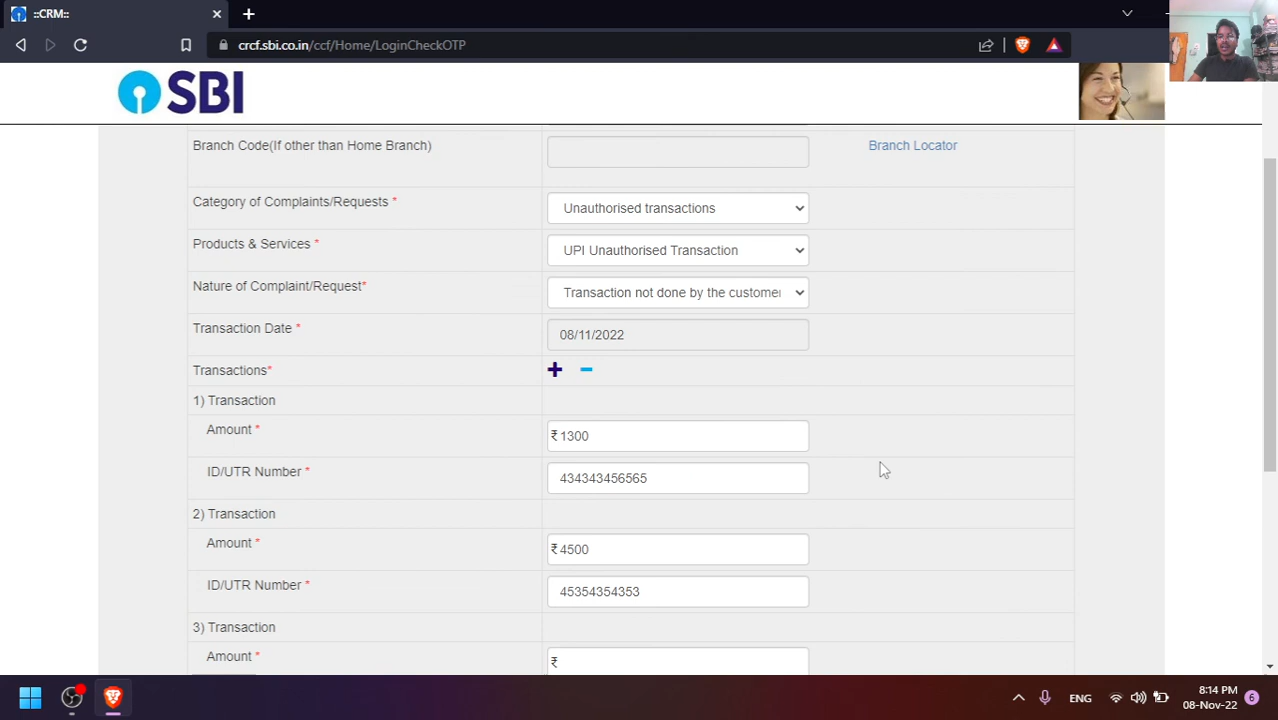 ::CRM::
crcf.sbi.co.in/ccf/Home/LoginCheckOTP
SBI
Branch Code(If other than Home Branch)
Branch Locator
Category of Complaints/Requests *
Unauthorised transactions
Products & Services *
UPI Unauthorised Transaction
Nature of Complaint/Request*
Transaction not done by the customer
Transaction Date *
08/11/2022
Transactions*
+ −
1) Transaction
Amount *
₹ 1300
ID/UTR Number *
434343456565
2) Transaction
Amount *
₹ 4500
ID/UTR Number *
45354354353
3) Transaction
Amount *
₹
ENG
8:14 PM
08-Nov-22
6